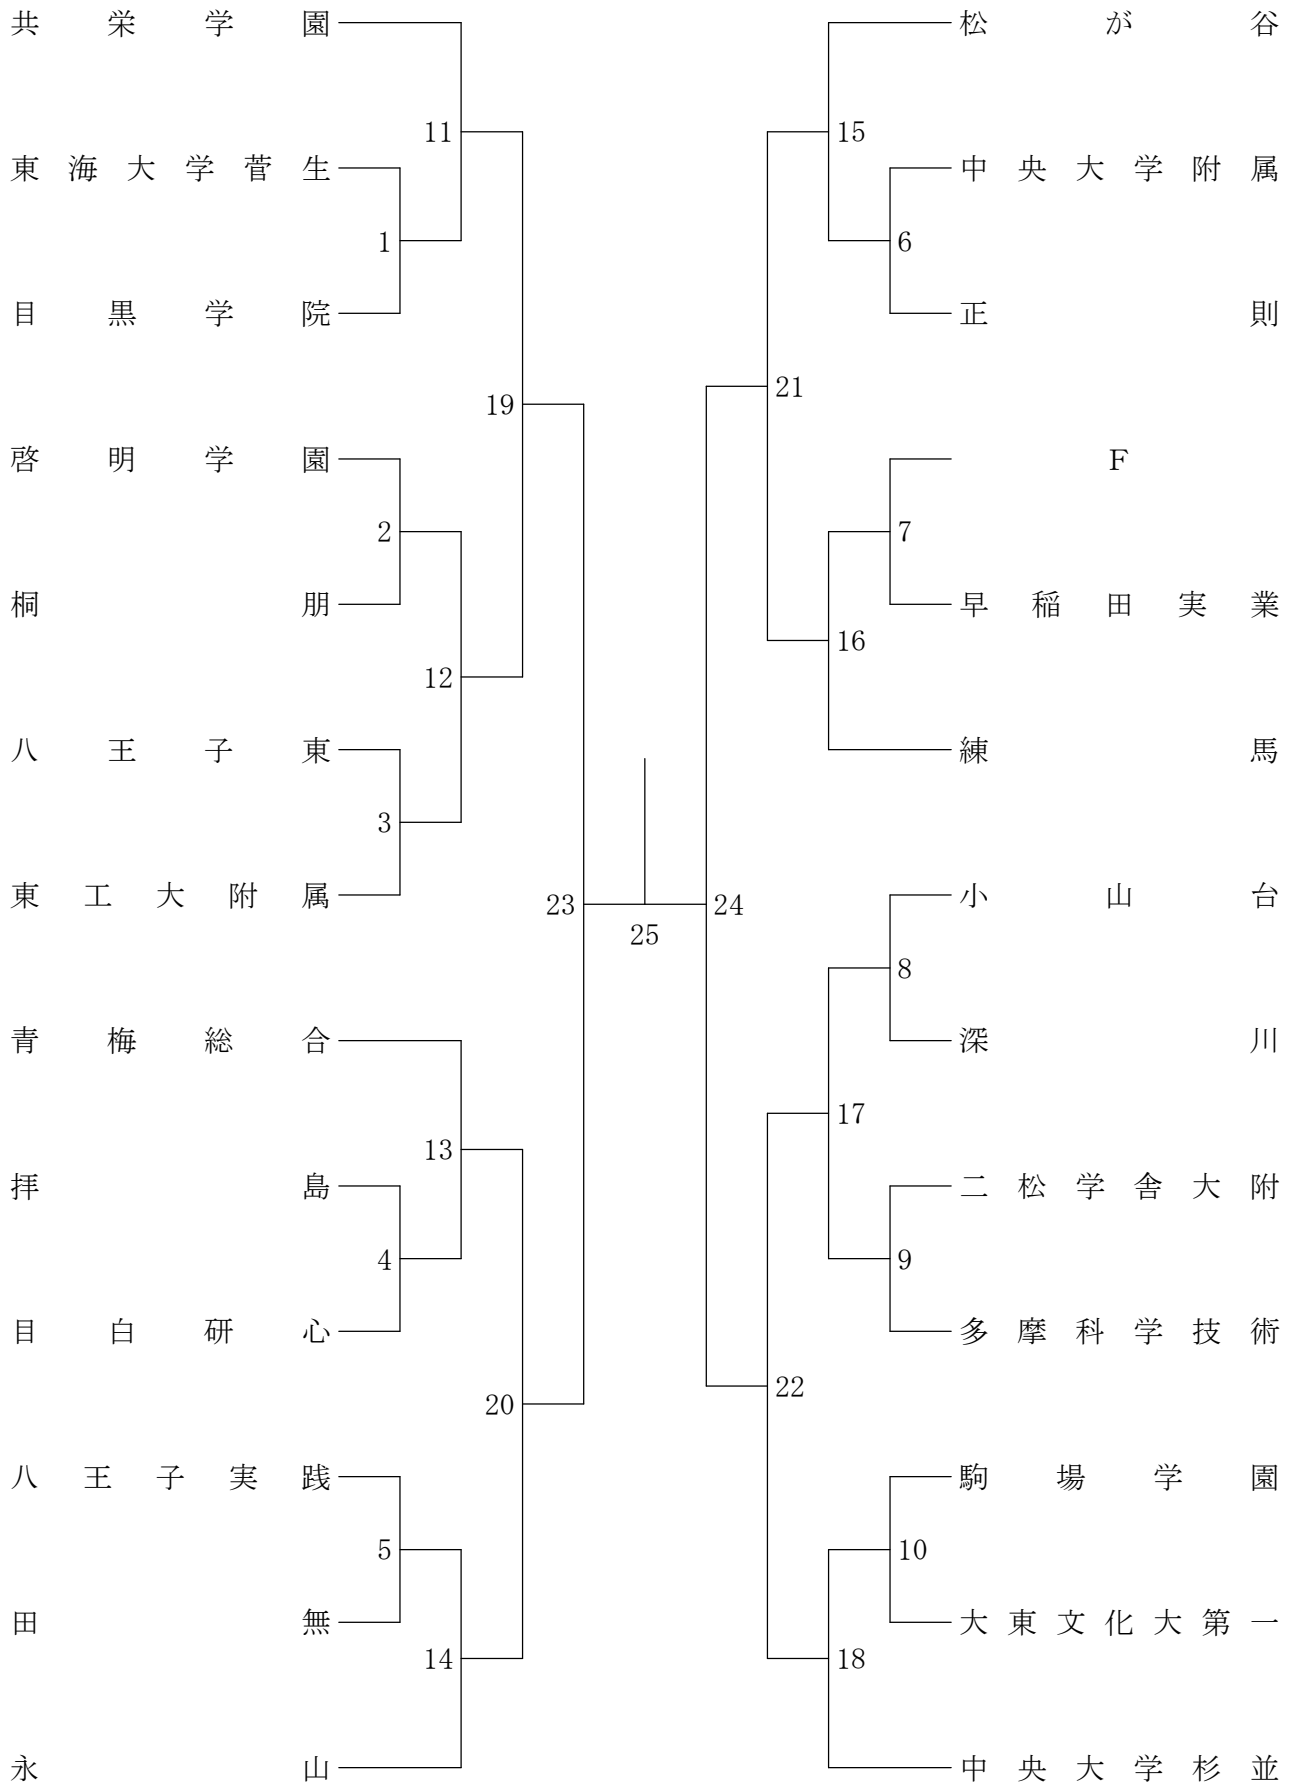 共栄学園
11
東海大学菅生
1
目黒学院
19
啓明学園
2
桐朋
12
八王子東
3
東工大附属
23
青梅総合
13
拝島
4
目白研心
20
八王子実践
5
田無
14
永山
25
松が谷
15
中央大学附属
6
正則
21
F
7
早稲田実業
16
練馬
24
小山台
8
深川
17
二松学舎大附
9
多摩科学技術
22
駒場学園
10
大東文化大第一
18
中央大学杉並